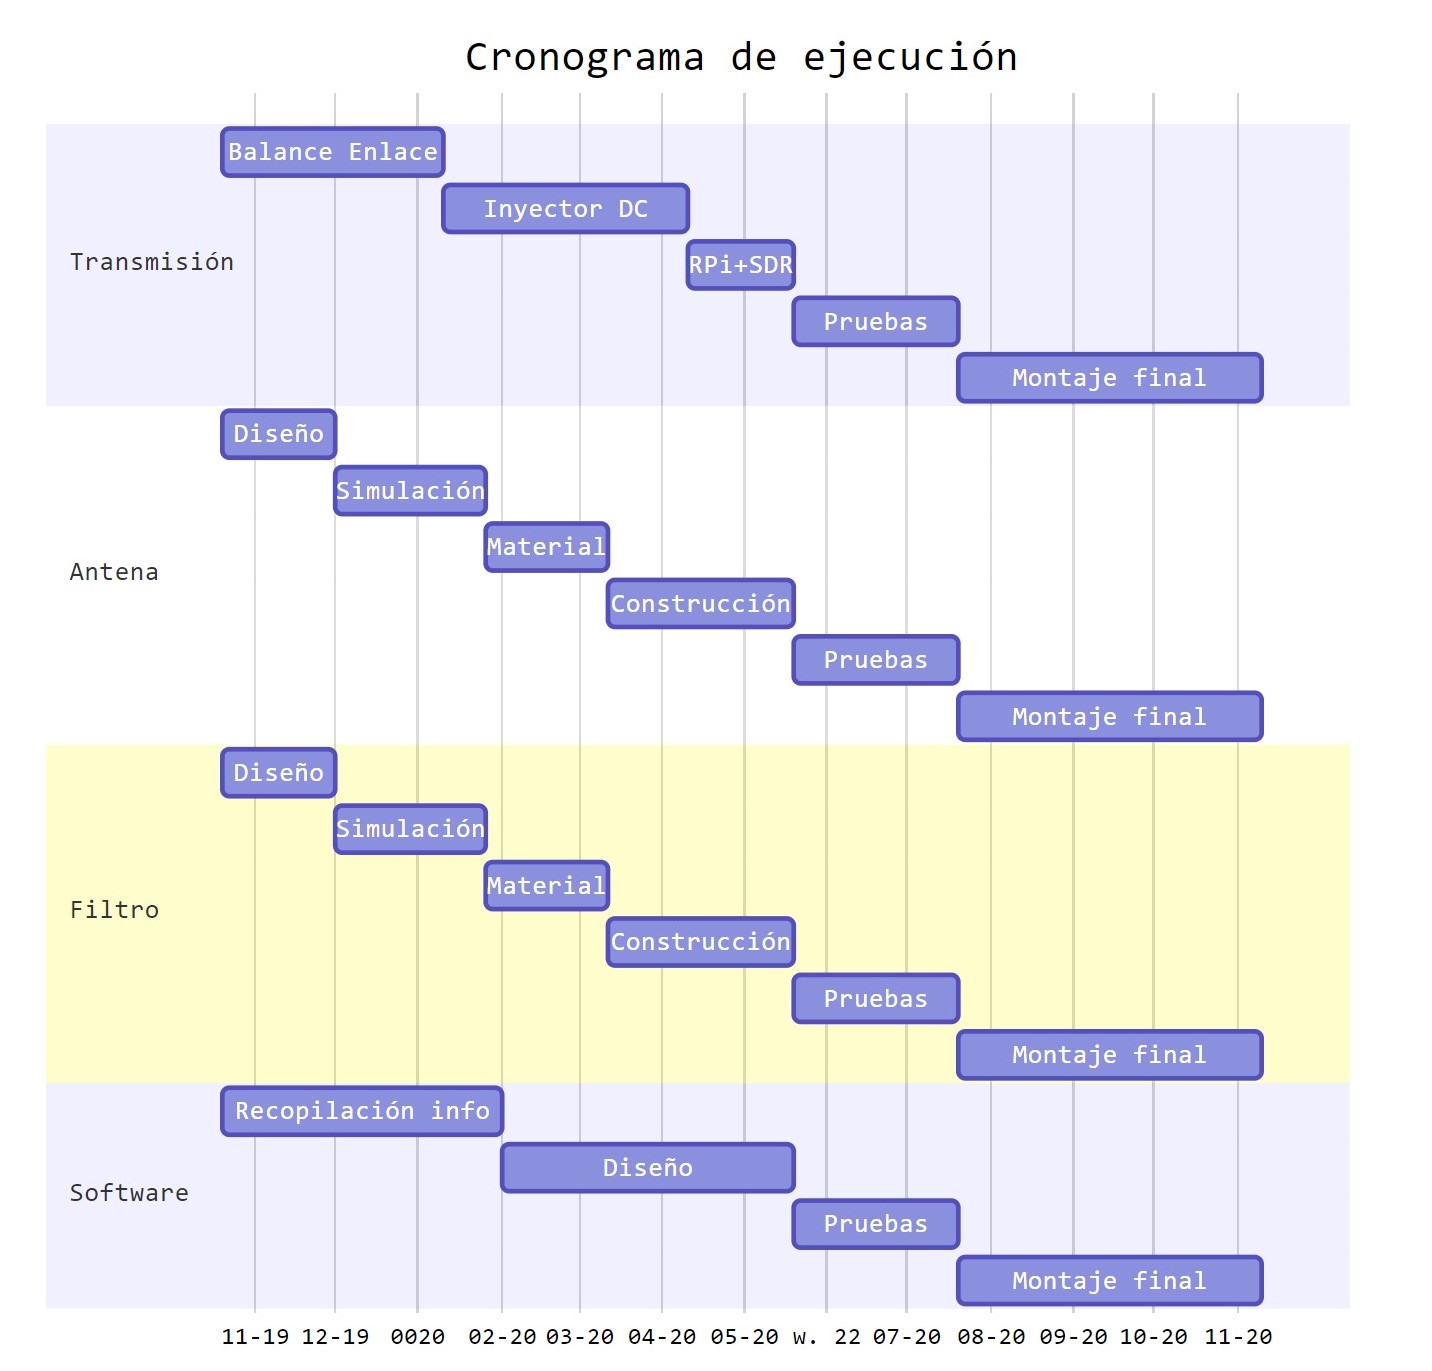 Cronograma de ejecución
Transmisión
Balance Enlace
Inyector DC
RPi+SDR
Pruebas
Montaje final
Antena
Diseño
Simulación
Material
Construcción
Pruebas
Montaje final
Filtro
Diseño
Simulación
Material
Construcción
Pruebas
Montaje final
Software
Recopilación info
Diseño
Pruebas
Montaje final
11-19 12-19 0020 02-20 03-20 04-20 05-20 w. 22 07-20 08-20 09-20 10-20 11-20